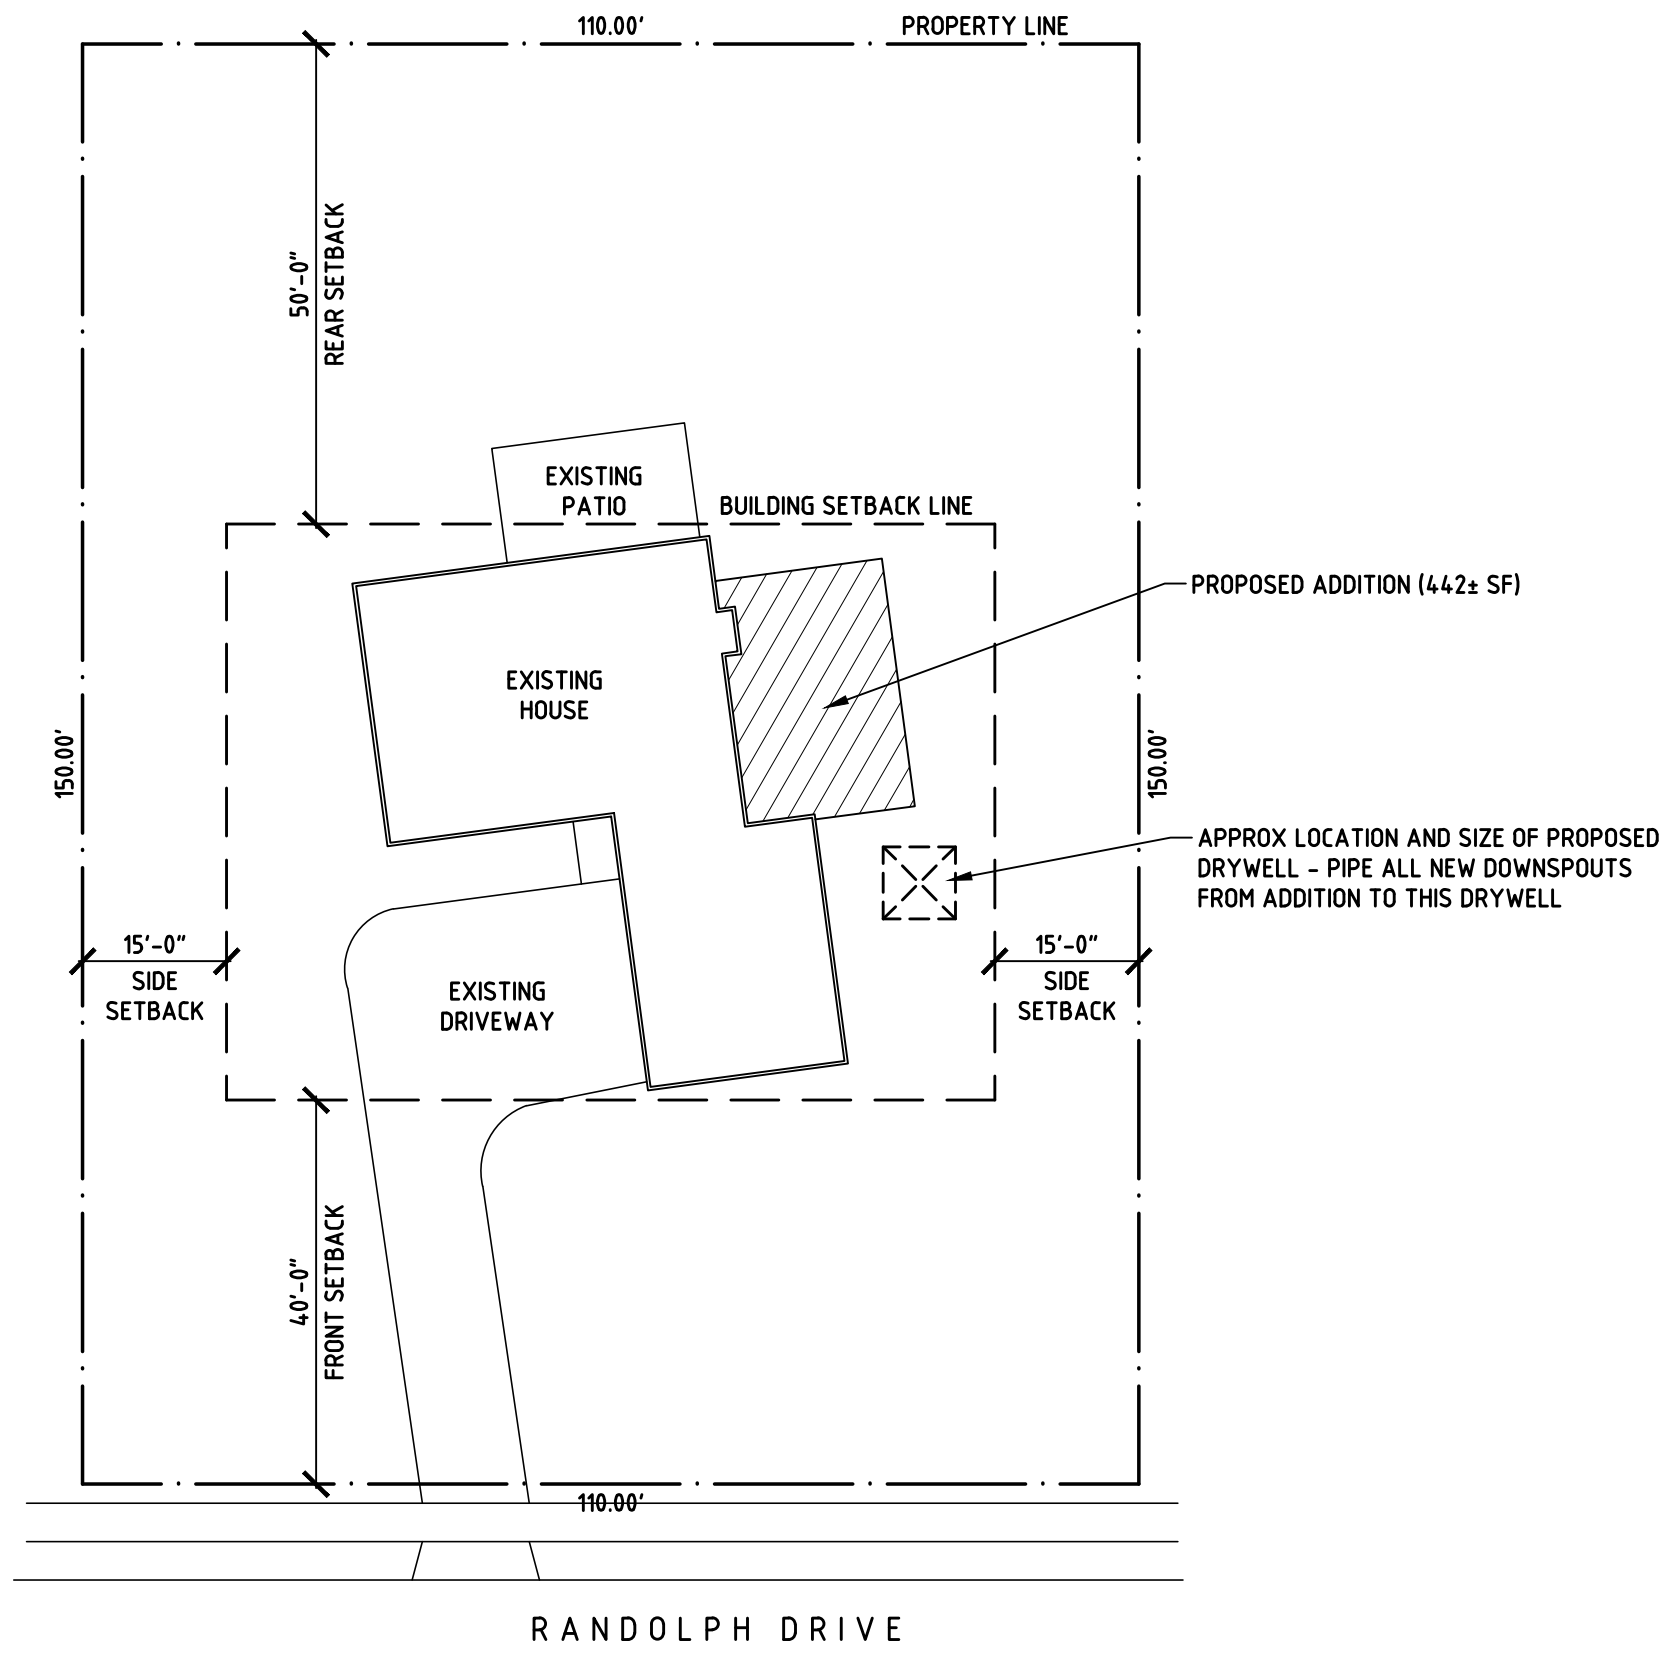 110.00'
PROPERTY LINE
50'-0"
REAR SETBACK
EXISTING
PATIO
BUILDING SETBACK LINE
PROPOSED ADDITION (442± SF)
EXISTING
HOUSE
150.00'
150.00'
APPROX LOCATION AND SIZE OF PROPOSED
DRYWELL - PIPE ALL NEW DOWNSPOUTS
FROM ADDITION TO THIS DRYWELL
15'-0"
SIDE
SETBACK
15'-0"
SIDE
SETBACK
EXISTING
DRIVEWAY
40'-0"
FRONT SETBACK
110.00'
RANDOLPH DRIVE